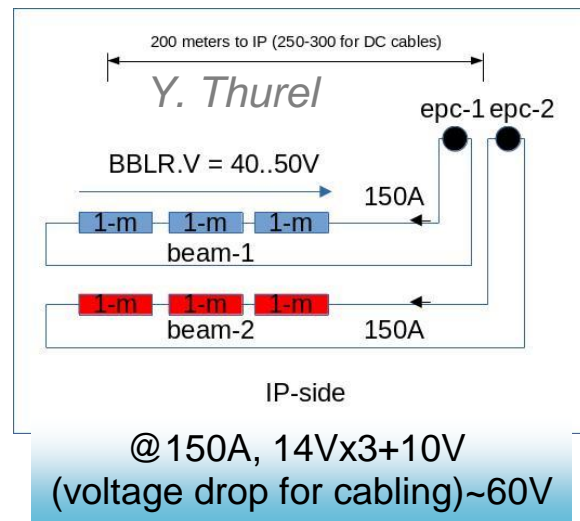 200 meters to IP (250-300 for DC cables)
Y. Thurel
epc-1 epc-2
BBLR.V = 40..50V
150A
1-m 1-m 1-m
beam-1
1-m 1-m 1-m
beam-2 150A
IP-side
@150A, 14Vx3+10V
(voltage drop for cabling)~60V